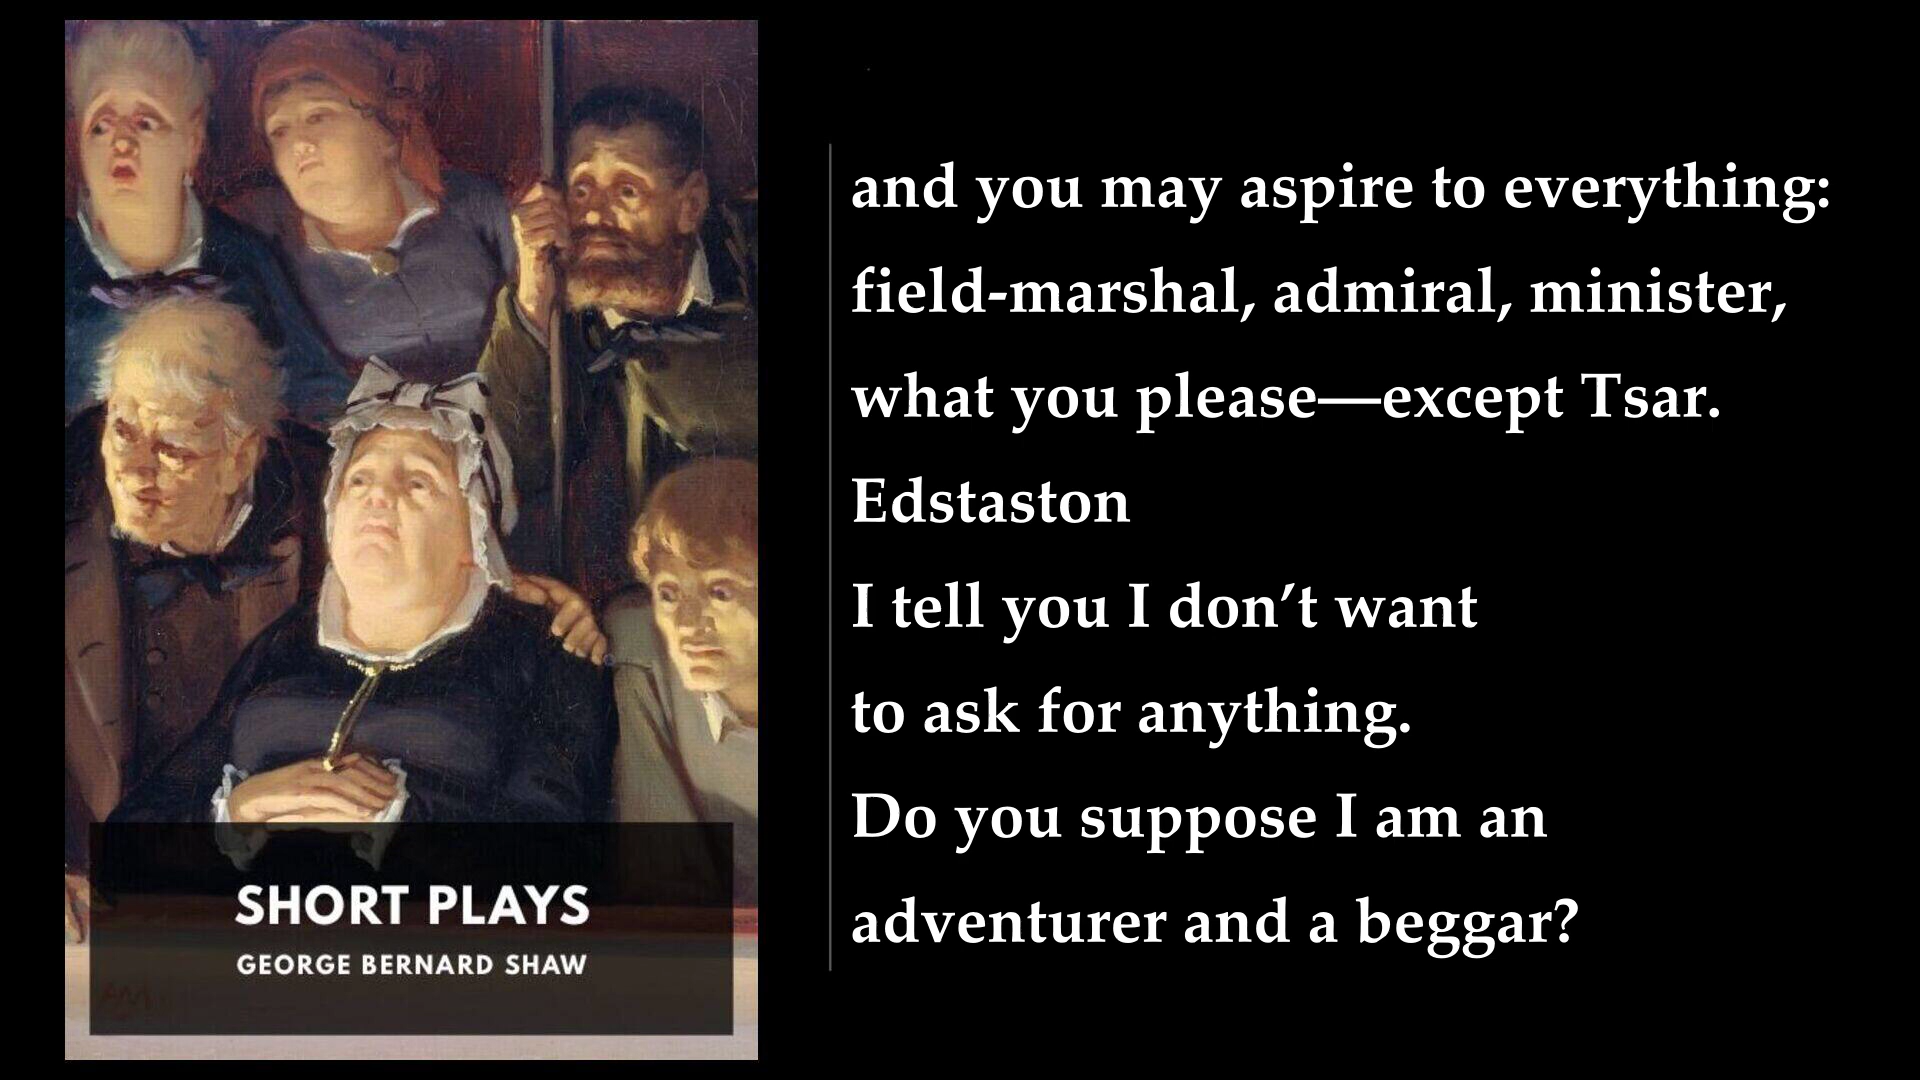 and you may aspire to everything:
field-marshal, admiral, minister,
what you please—except Tsar.
Edstaston
I tell you I don’t want
to ask for anything.
Do you suppose I am an
adventurer and a beggar?
SHORT PLAYS
GEORGE BERNARD SHAW